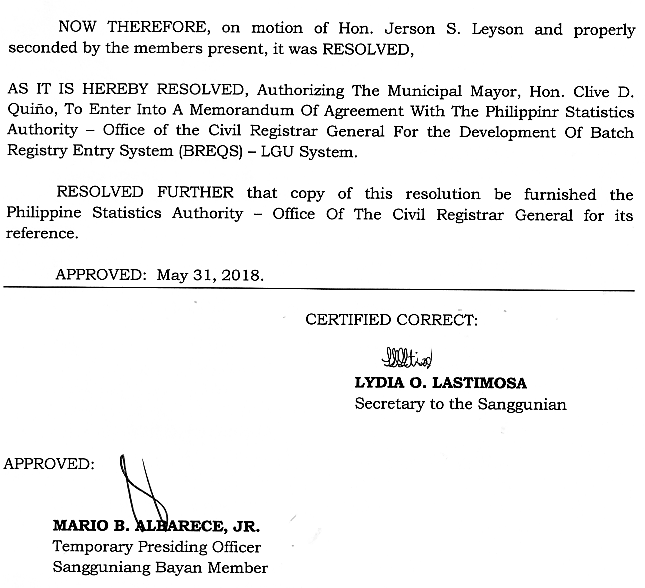 NOW THEREFORE, on motion of Hon. Jerson S. Leyson and properly
seconded by the members present, it was RESOLVED,
AS IT IS HEREBY RESOLVED, Authorizing The Municipal Mayor, Hon. Clive D.
Quiño, To Enter Into A Memorandum Of Agreement With The Philippinr Statistics
Authority – Office of the Civil Registrar General For the Development Of Batch
Registry Entry System (BREQS) – LGU System.
RESOLVED FURTHER that copy of this resolution be furnished the
Philippine Statistics Authority – Office Of The Civil Registrar General for its
reference.
APPROVED: May 31, 2018.
CERTIFIED CORRECT:
LYDIA O. LASTIMOSA
Secretary to the Sanggunian
APPROVED:
MARIO B. ALBARECE, JR.
Temporary Presiding Officer
Sangguniang Bayan Member